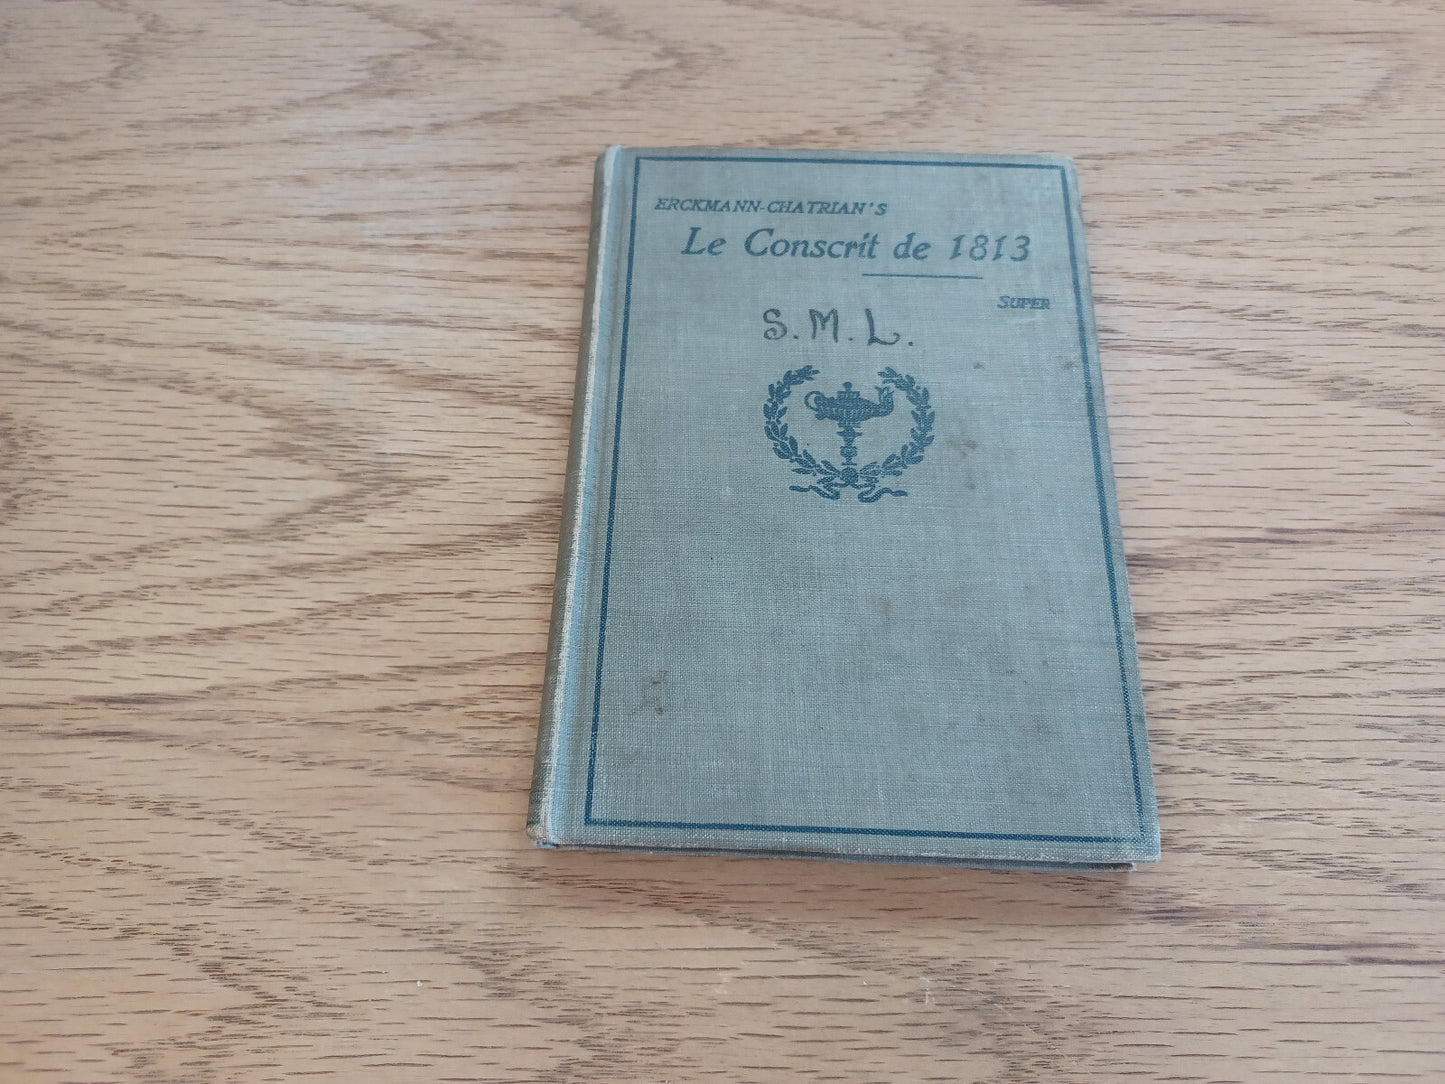 ERCKMANN-CHATRIAN'S
Le Conscrit de 1813
SUPER
S.M.L.